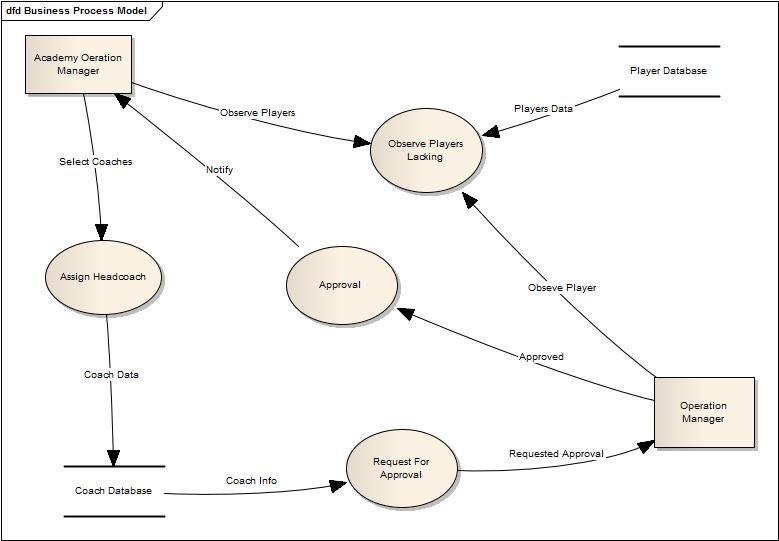 dfd Business Process Model
Academy Oeration
Manager
Player Database
Observe Players
Players Data
Observe Players
Lacking
Select Coaches
Notify
Assign Headcoach
Approval
Obseve Player
Approved
Coach Data
Operation
Manager
Requested Approval
Request For
Approval
Coach Info
Coach Database